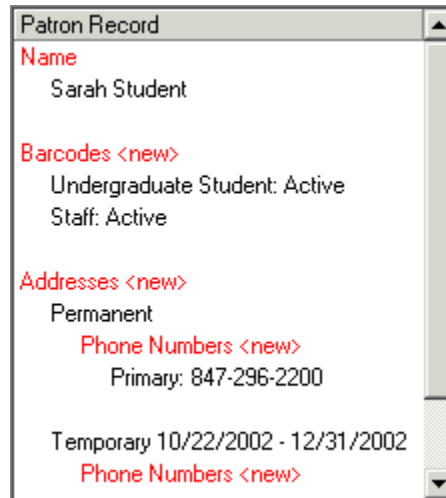 Patron Record
Name
Sarah Student
Barcodes <new>
Undergraduate Student: Active
Staff: Active
Addresses <new>
Permanent
Phone Numbers <new>
Primary: 847-296-2200
Temporary 10/22/2002 - 12/31/2002
Phone Numbers <new>